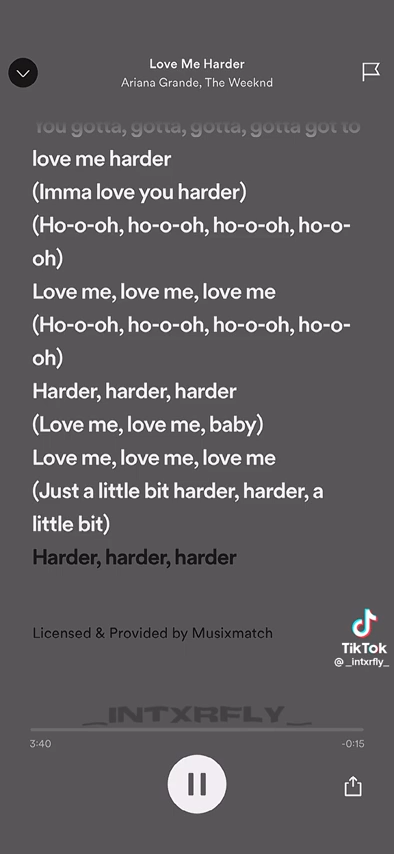 Love Me Harder
Ariana Grande, The Weeknd
You gotta, gotta, gotta, gotta got to
love me harder
(Imma love you harder)
(Ho-o-oh, ho-o-oh, ho-o-oh, ho-o-
oh)
Love me, love me, love me
(Ho-o-oh, ho-o-oh, ho-o-oh, ho-o-
oh)
Harder, harder, harder
(Love me, love me, baby)
Love me, love me, love me
(Just a little bit harder, harder, a
little bit)
Harder, harder, harder
Licensed & Provided by Musixmatch
TikTok
@_intxrfly_
_INTXRFLY_
3:40
-0:15